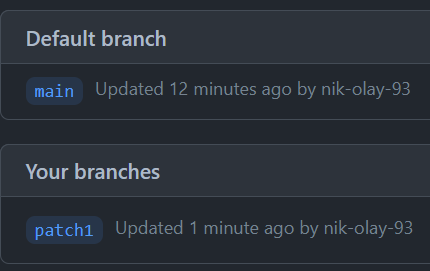 Default branch
main Updated 12 minutes ago by nik-olay-93
Your branches
patch1 Updated 1 minute ago by nik-olay-93